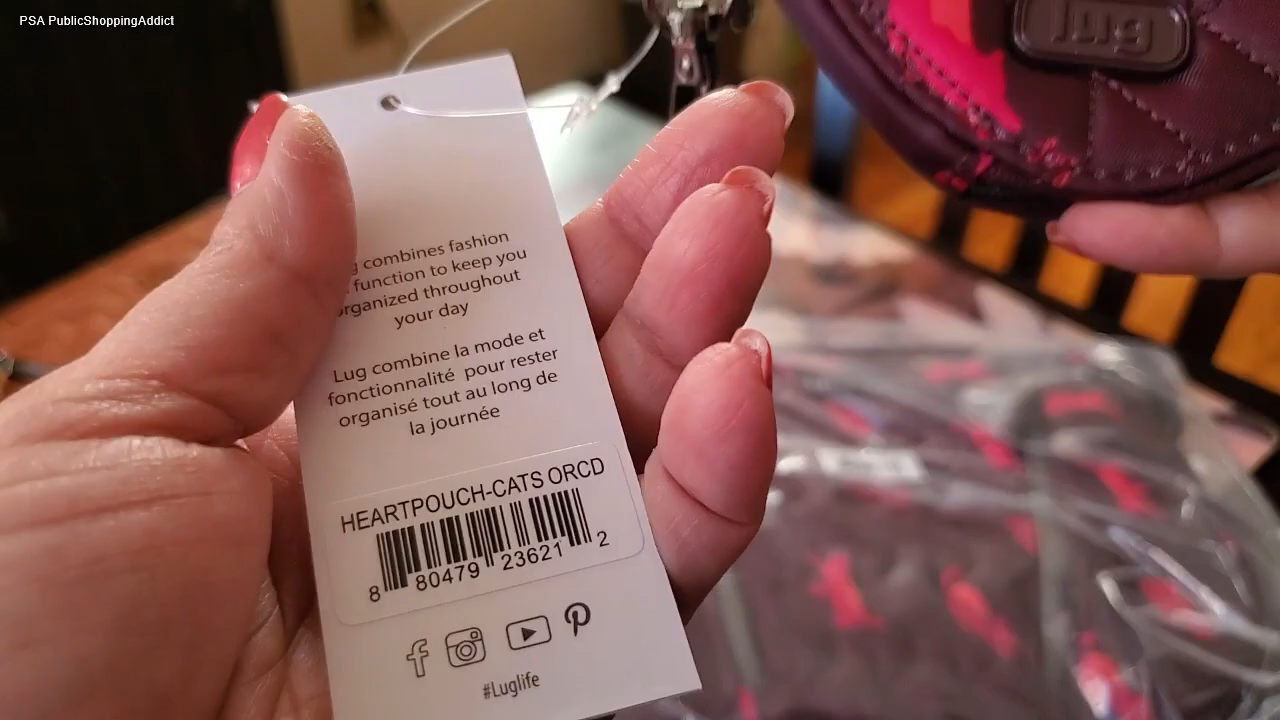 PSA PublicShoppingAddict
lug
combines fashion
function to keep you
organized throughout
your day
Lug combine la mode et
fonctionnalité pour rester
organisé tout au long de
la journée
HEARTPOUCH-CATS ORCD
8 80479 23621 2
#Luglife